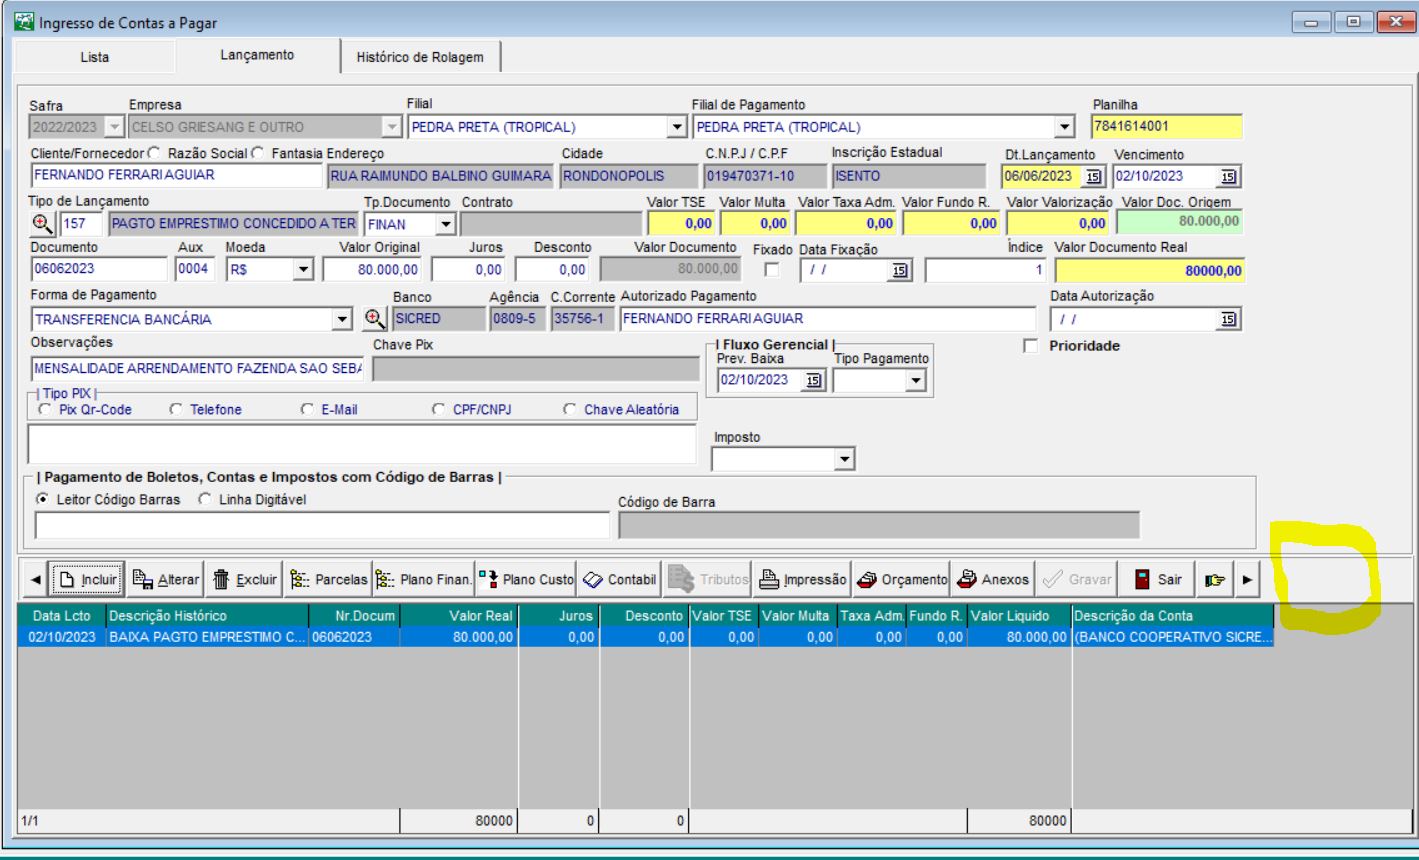 Ingresso de Contas a Pagar
Lista Lançamento Histórico de Rolagem
Safra Empresa Filial Filial de Pagamento Planilha
2022/2023 CELSO GRIESANG E OUTRO PEDRA PRETA (TROPICAL) PEDRA PRETA (TROPICAL) 7841614001
Cliente/Fornecedor Razão Social Fantasia Endereço Cidade C.N.P.J / C.P.F Inscrição Estadual Dt.Lançamento Vencimento
FERNANDO FERRARI AGUIAR RUA RAIMUNDO BALBINO GUIMARA RONDONOPOLIS 019470371-10 ISENTO 06/06/2023 15 02/10/2023 15
Tipo de Lançamento Tp.Documento Contrato Valor TSE Valor Multa Valor Taxa Adm. Valor Fundo R. Valor Valorização Valor Doc. Origem
157 PAGTO EMPRESTIMO CONCEDIDO A TER FINAN 0,00 0,00 0,00 0,00 0,00 80.000,00
Documento Aux Moeda Valor Original Juros Desconto Valor Documento Fixado Data Fixação Índice Valor Documento Real
06062023 0004 R$ 80.000,00 0,00 0,00 80.000,00 / / 15 1 80000,00
Forma de Pagamento Banco Agência C.Corrente Autorizado Pagamento Data Autorização
TRANSFERENCIA BANCÁRIA SICRED 0809-5 35756-1 FERNANDO FERRARI AGUIAR / / 15
Observações Chave Pix | Fluxo Gerencial | Prioridade
MENSALIDADE ARRENDAMENTO FAZENDA SAO SEBA Prev. Baixa Tipo Pagamento
02/10/2023 15
| Tipo PIX |
Pix Qr-Code Telefone E-Mail CPF/CNPJ Chave Aleatória
Imposto
| Pagamento de Boletos, Contas e Impostos com Código de Barras |
Leitor Código Barras Linha Digitável Código de Barra
Incluir Alterar Excluir Parcelas Plano Finan. Plano Custo Contabil Tributos Impressão Orçamento Anexos Gravar Sair
Data Lcto Descrição Histórico Nr.Docum Valor Real Juros Desconto Valor TSE Valor Multa Taxa Adm Fundo R. Valor Liquido Descrição da Conta
02/10/2023 BAIXA PAGTO EMPRESTIMO C... 06062023 80.000,00 0,00 0,00 0,00 0,00 0,00 0,00 80.000,00 (BANCO COOPERATIVO SICRE...
1/1 80000 0 0 80000